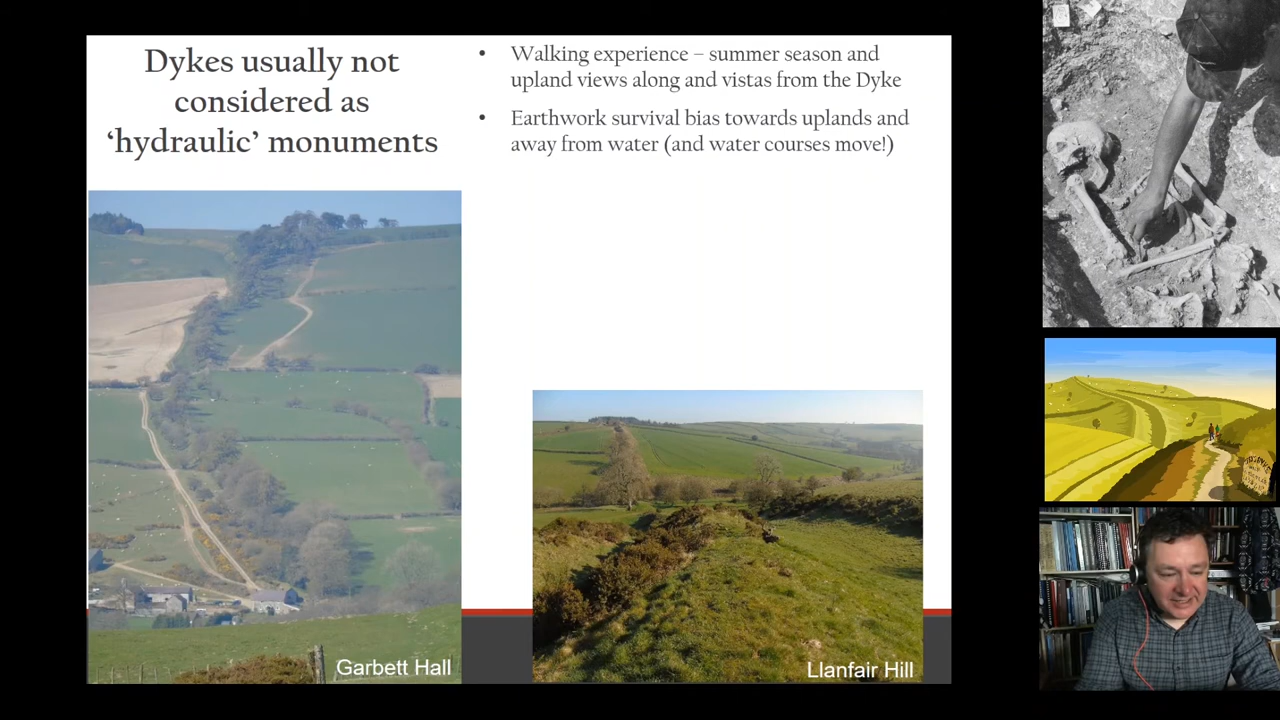 Dykes usually not
considered as
‘hydraulic’ monuments
• Walking experience – summer season and
upland views along and vistas from the Dyke
• Earthwork survival bias towards uplands and
away from water (and water courses move!)
Garbett Hall
Llanfair Hill